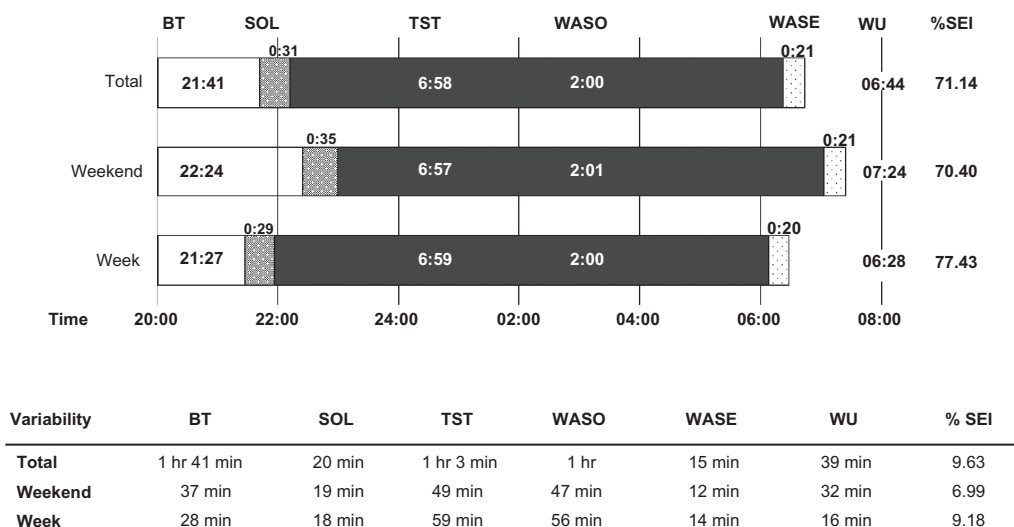 BT SOL TST WASO WASE WU %SEI
0:31 0:21
Total 21:41 6:58 2:00 06:44 71.14
0:35 0:21
Weekend 22:24 6:57 2:01 07:24 70.40
0:29 0:20
Week 21:27 6:59 2:00 06:28 77.43
Time 20:00 22:00 24:00 02:00 04:00 06:00 08:00
Variability BT SOL TST WASO WASE WU % SEI
Total 1 hr 41 min 20 min 1 hr 3 min 1 hr 15 min 39 min 9.63
Weekend 37 min 19 min 49 min 47 min 12 min 32 min 6.99
Week 28 min 18 min 59 min 56 min 14 min 16 min 9.18